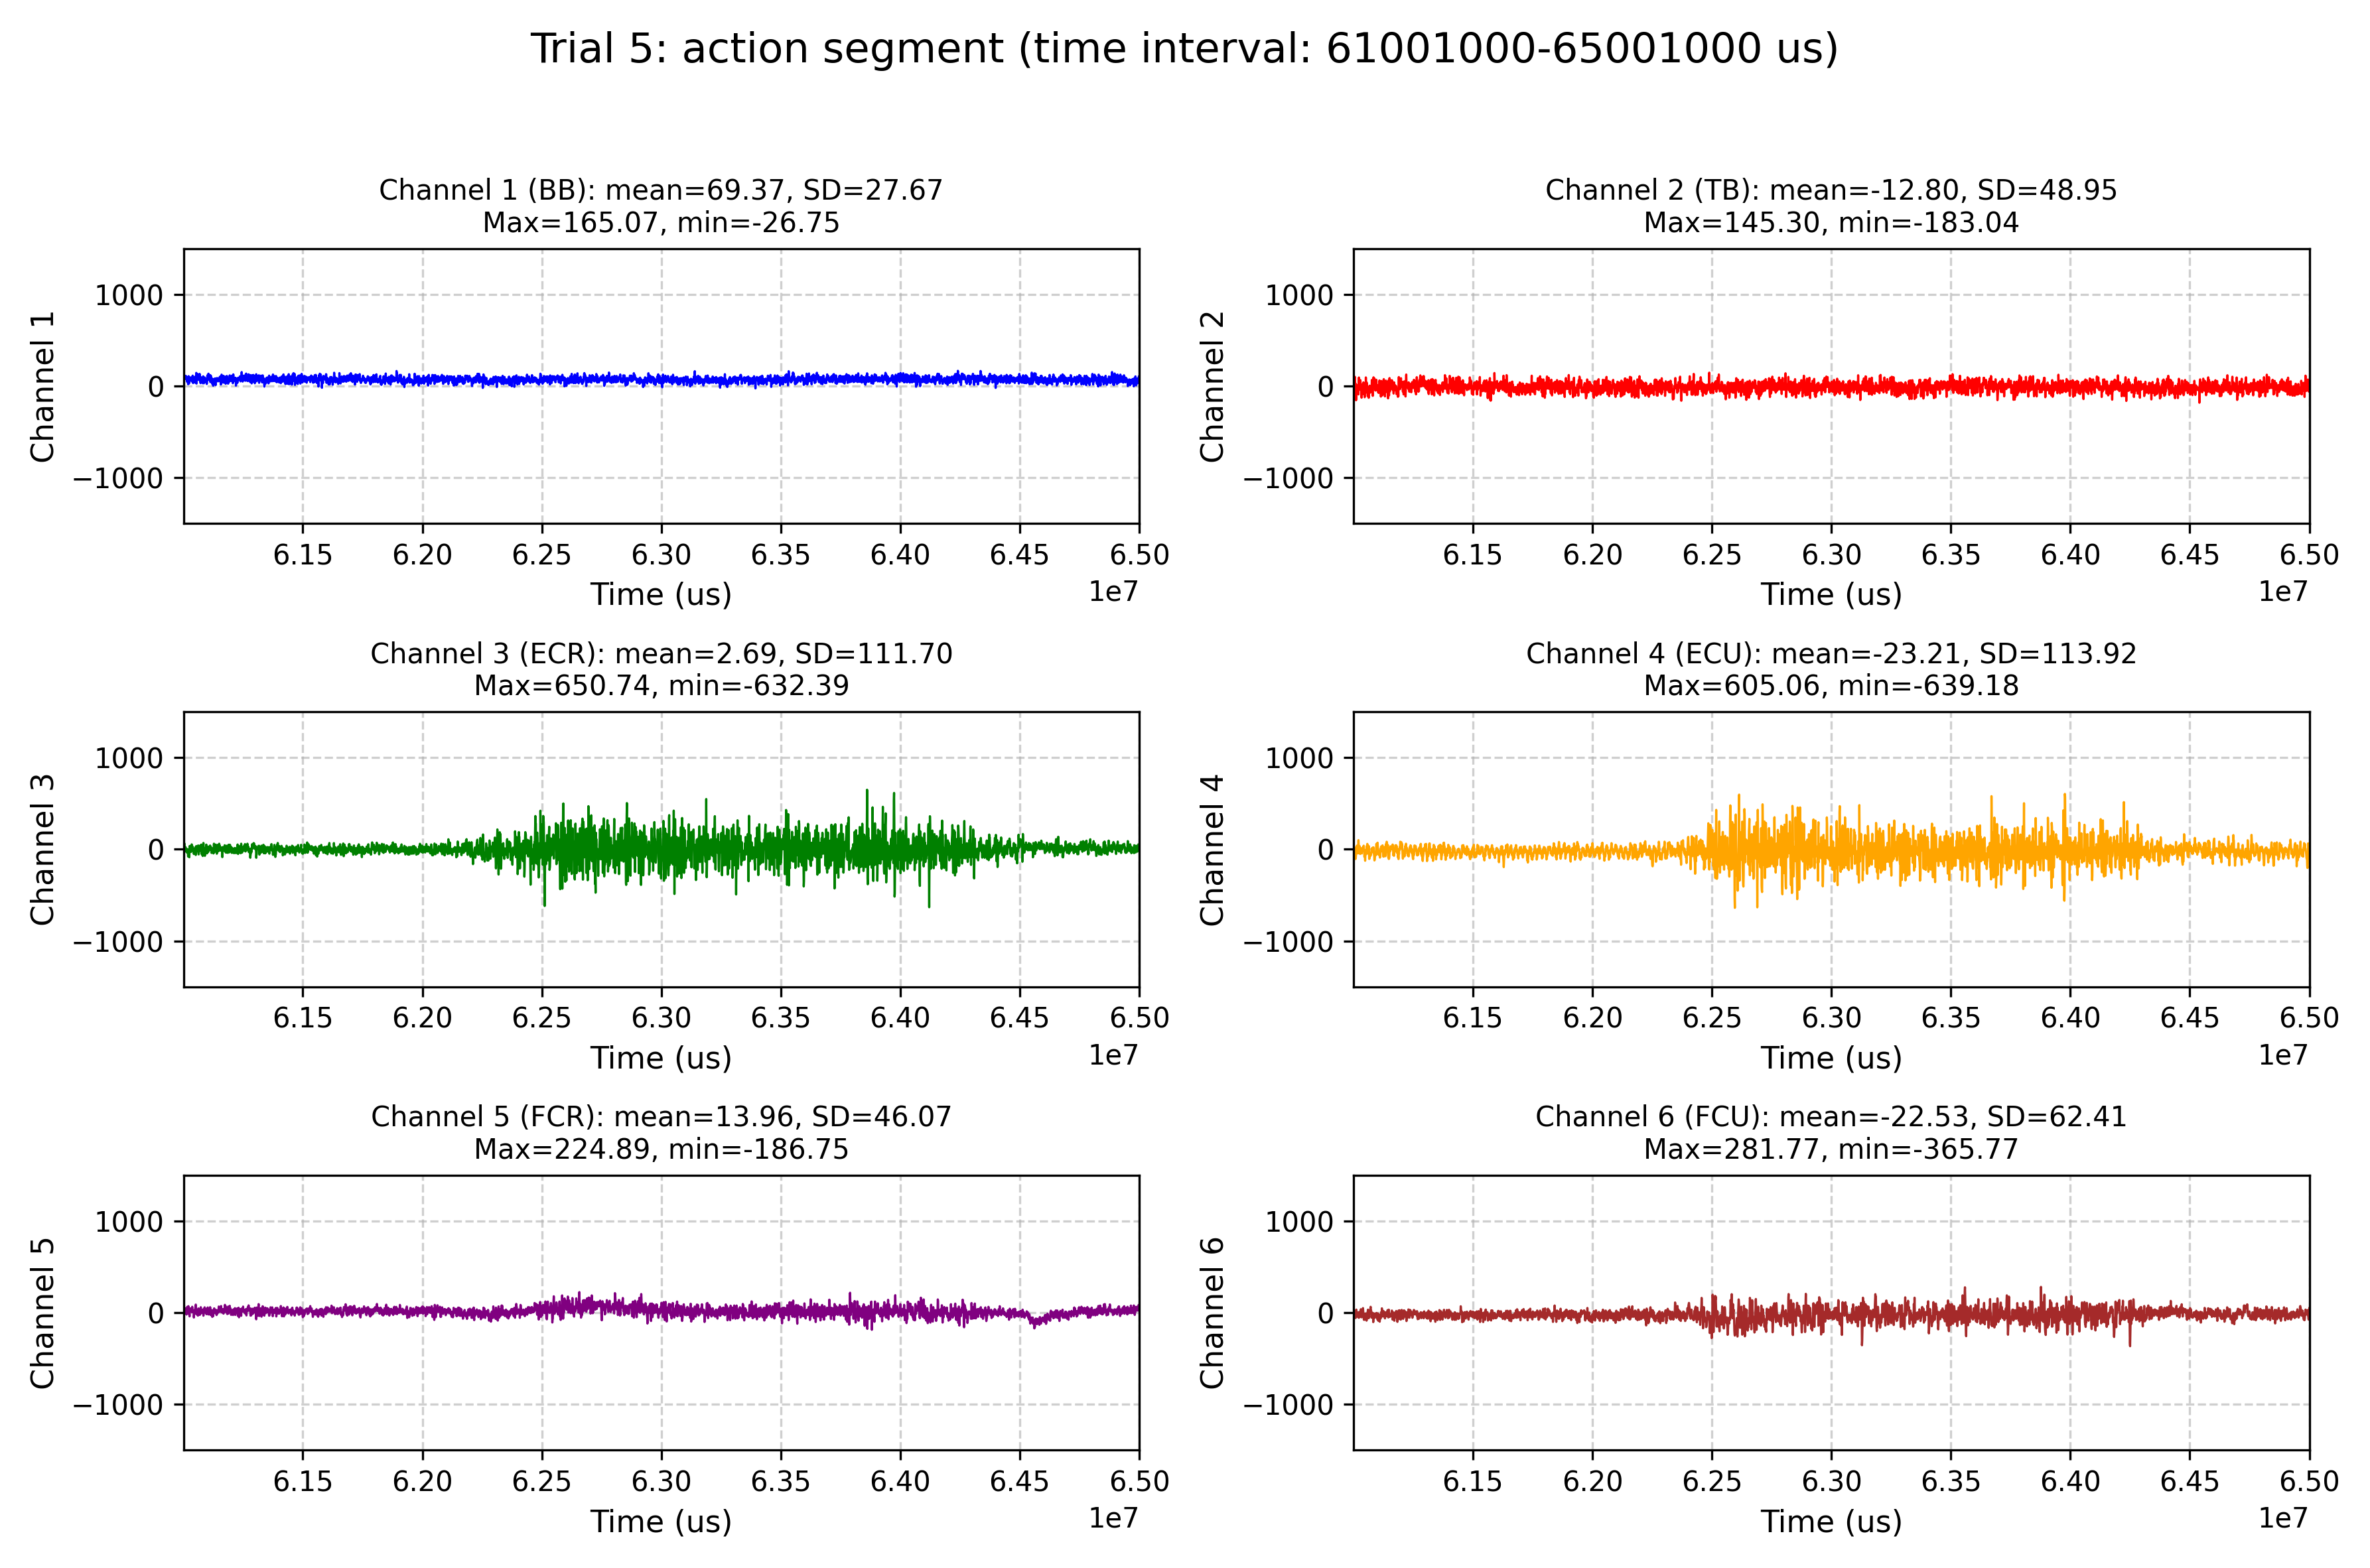 Trial 5: action segment (time interval: 61001000-65001000 us)
Channel 1 (BB): mean=69.37, SD=27.67
Max=165.07, min=-26.75
Channel 1
1000
0
−1000
6.15 6.20 6.25 6.30 6.35 6.40 6.45 6.50
Time (us)
1e7
Channel 2 (TB): mean=-12.80, SD=48.95
Max=145.30, min=-183.04
Channel 2
1000
0
−1000
6.15 6.20 6.25 6.30 6.35 6.40 6.45 6.50
Time (us)
1e7
Channel 3 (ECR): mean=2.69, SD=111.70
Max=650.74, min=-632.39
Channel 3
1000
0
−1000
6.15 6.20 6.25 6.30 6.35 6.40 6.45 6.50
Time (us)
1e7
Channel 4 (ECU): mean=-23.21, SD=113.92
Max=605.06, min=-639.18
Channel 4
1000
0
−1000
6.15 6.20 6.25 6.30 6.35 6.40 6.45 6.50
Time (us)
1e7
Channel 5 (FCR): mean=13.96, SD=46.07
Max=224.89, min=-186.75
Channel 5
1000
0
−1000
6.15 6.20 6.25 6.30 6.35 6.40 6.45 6.50
Time (us)
1e7
Channel 6 (FCU): mean=-22.53, SD=62.41
Max=281.77, min=-365.77
Channel 6
1000
0
−1000
6.15 6.20 6.25 6.30 6.35 6.40 6.45 6.50
Time (us)
1e7